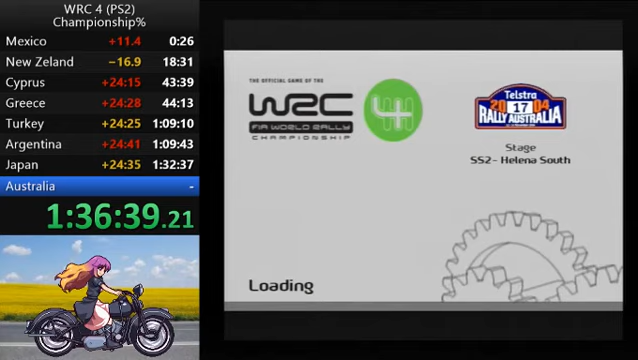 WRC 4 (PS2)
Championship%
Mexico +11.4 0:26
New Zeland −16.9 18:31
Cyprus +24:15 43:39
Greece +24:28 44:13
Turkey +24:25 1:09:10
Argentina +24:41 1:09:43
Japan +24:35 1:32:37
Australia -
1:36:39.21
THE OFFICIAL GAME OF THE
WRC
FIA WORLD RALLY
CHAMPIONSHIP
Telstra
20 17 04
RALLY AUSTRALIA
Stage
SS2- Helena South
Loading